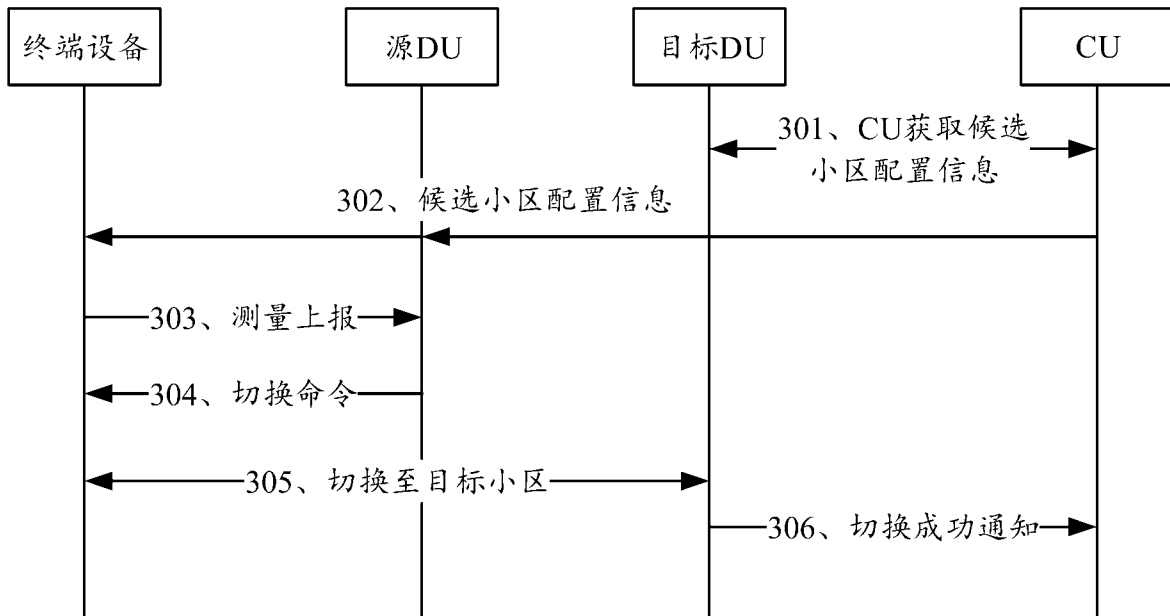 终端设备
源DU
目标DU
CU
301、CU获取候选
小区配置信息
302、候选小区配置信息
303、测量上报
304、切换命令
305、切换至目标小区
306、切换成功通知